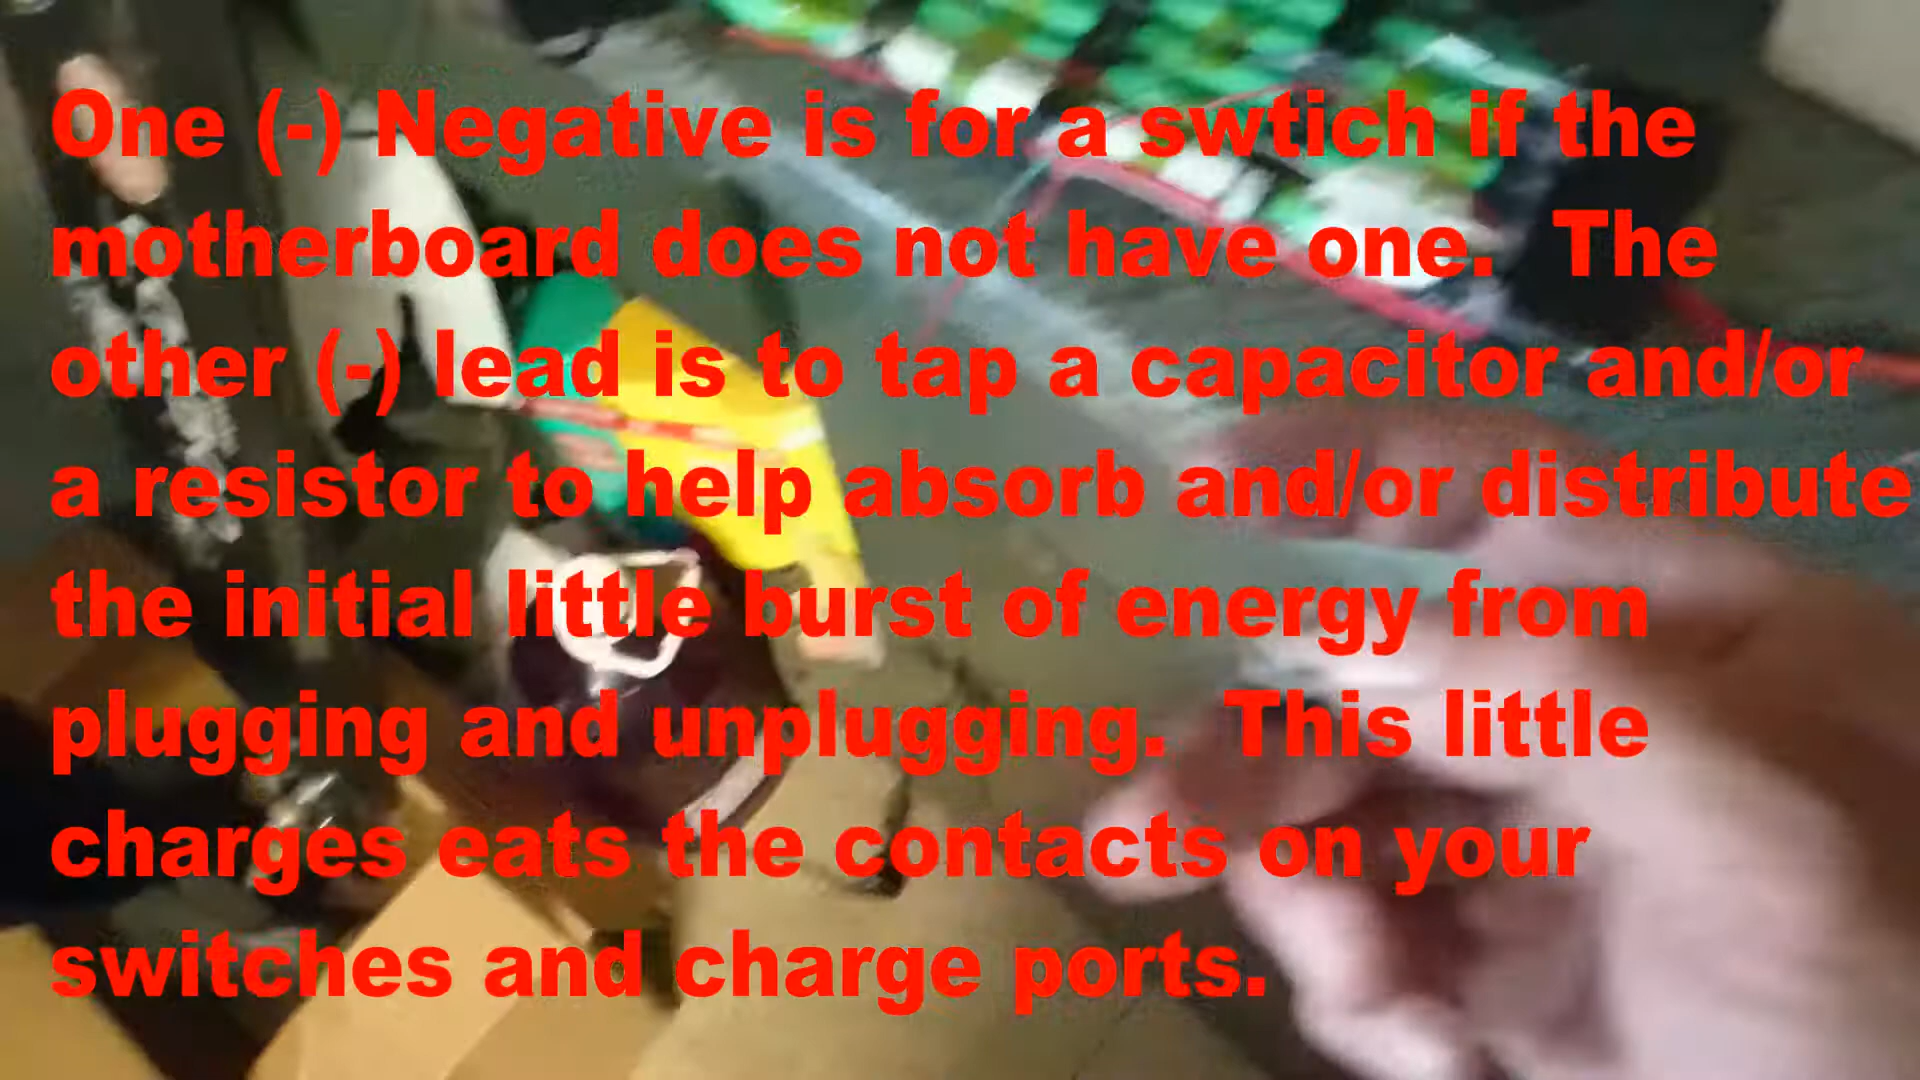 One (-) Negative is for a swtich if the
motherboard does not have one.  The
other (-) lead is to tap a capacitor and/or
a resistor to help absorb and/or distribute
the initial little burst of energy from
plugging and unplugging.  This little
charges eats the contacts on your
switches and charge ports.